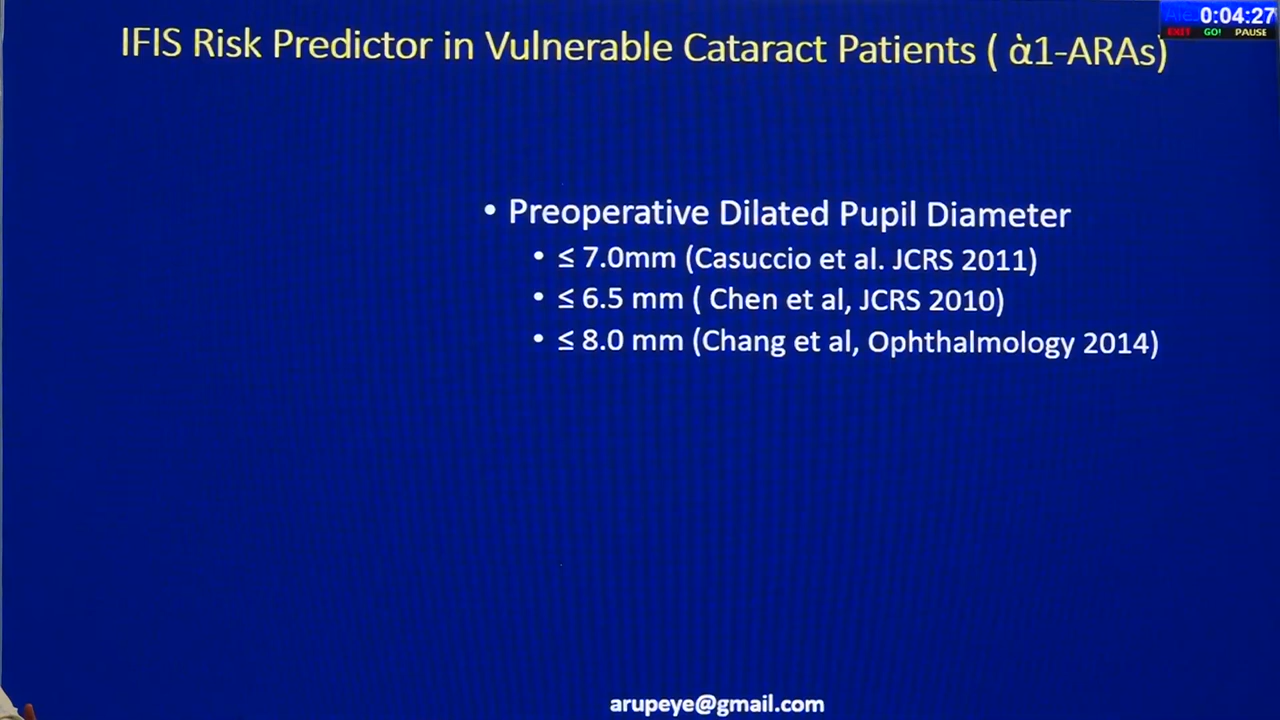 0:04:27
EXIT GO! PAUSE
IFIS Risk Predictor in Vulnerable Cataract Patients ( ὰ1-ARAs)
• Preoperative Dilated Pupil Diameter
• ≤ 7.0mm (Casuccio et al. JCRS 2011)
• ≤ 6.5 mm ( Chen et al, JCRS 2010)
• ≤ 8.0 mm (Chang et al, Ophthalmology 2014)
arupeye@gmail.com